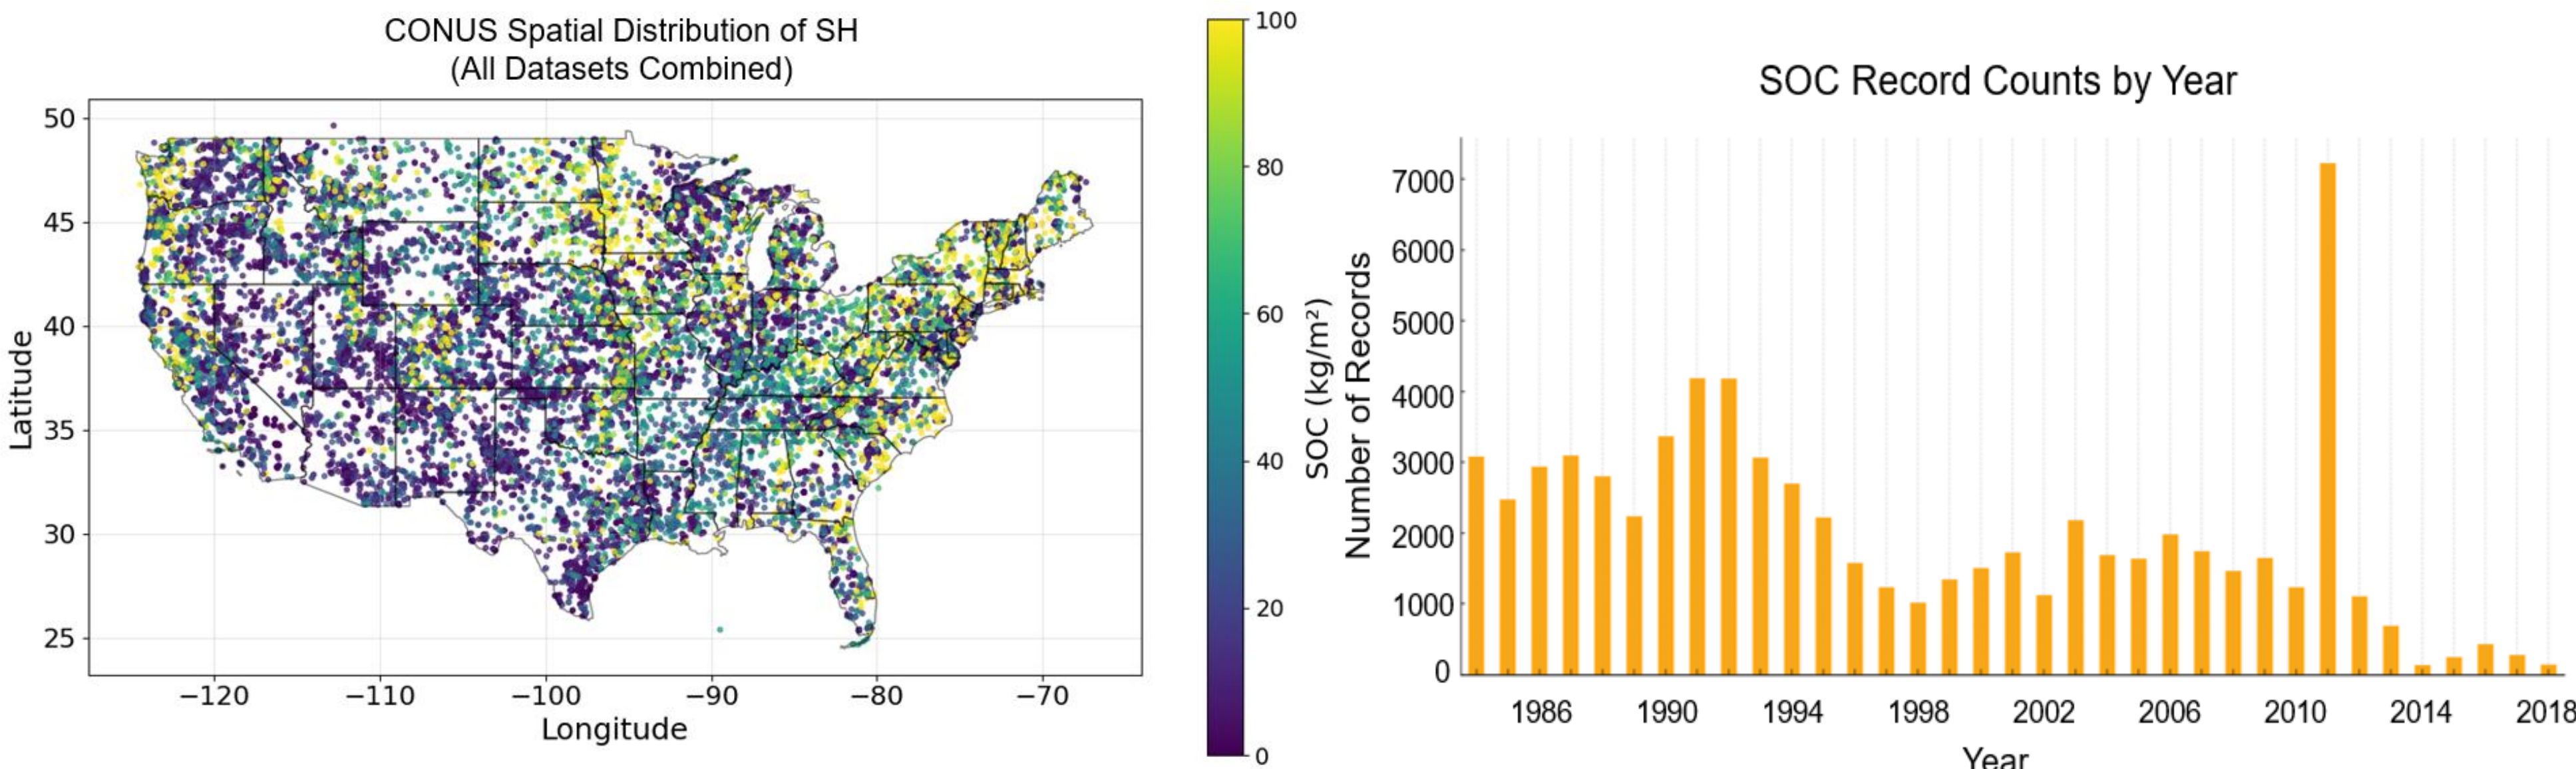 CONUS Spatial Distribution of SH
(All Datasets Combined)
50
45
40
35
30
25
Latitude
−120 −110 −100 −90 −80 −70
Longitude
100
80
60
40
20
0
SOC (kg/m²)
SOC Record Counts by Year
7000
6000
5000
4000
3000
2000
1000
0
Number of Records
1986 1990 1994 1998 2002 2006 2010 2014 2018
Year